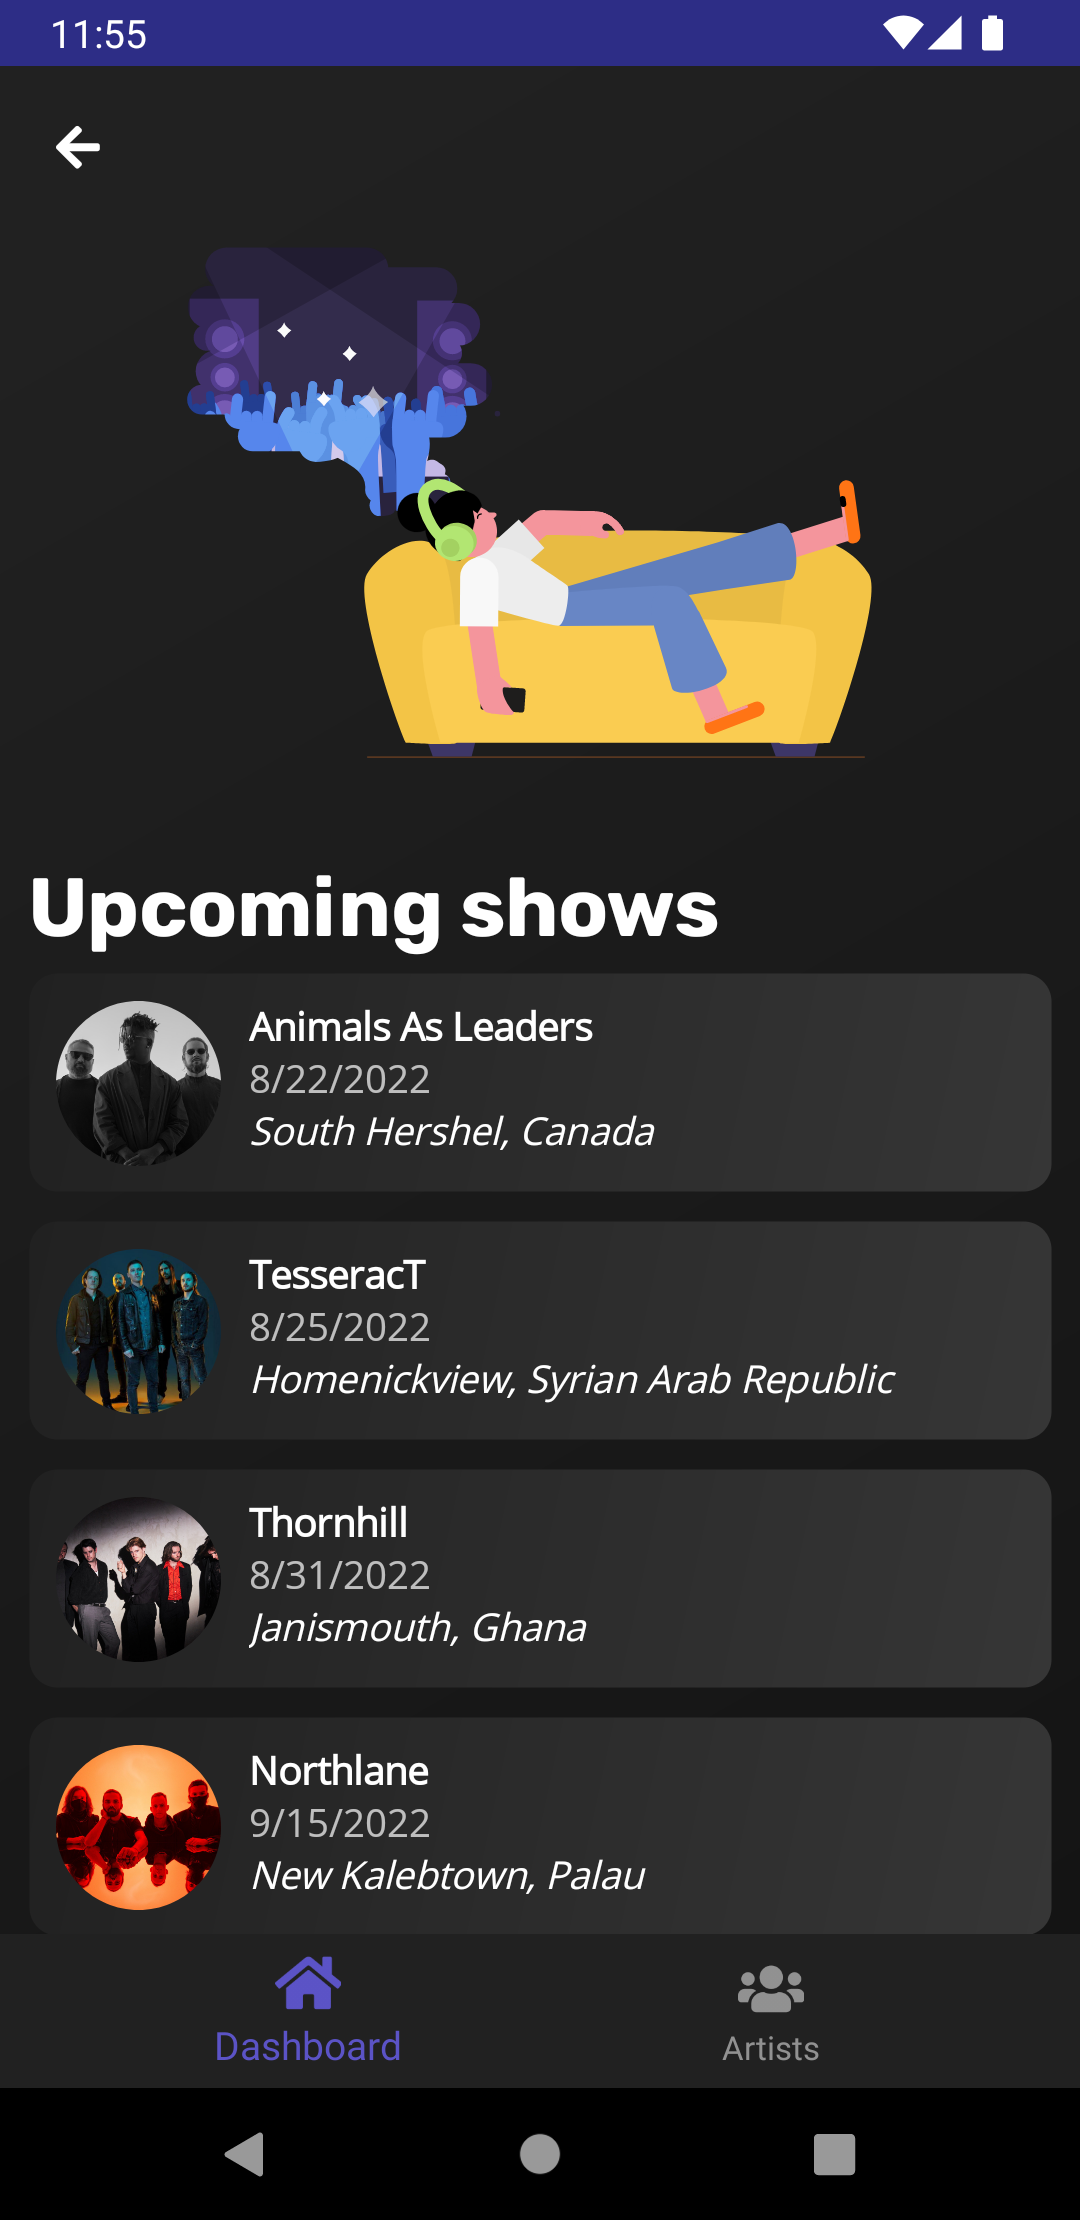 11:55
Upcoming shows
Animals As Leaders
8/22/2022
South Hershel, Canada
TesseracT
8/25/2022
Homenickview, Syrian Arab Republic
Thornhill
8/31/2022
Janismouth, Ghana
Northlane
9/15/2022
New Kalebtown, Palau
Dashboard
Artists